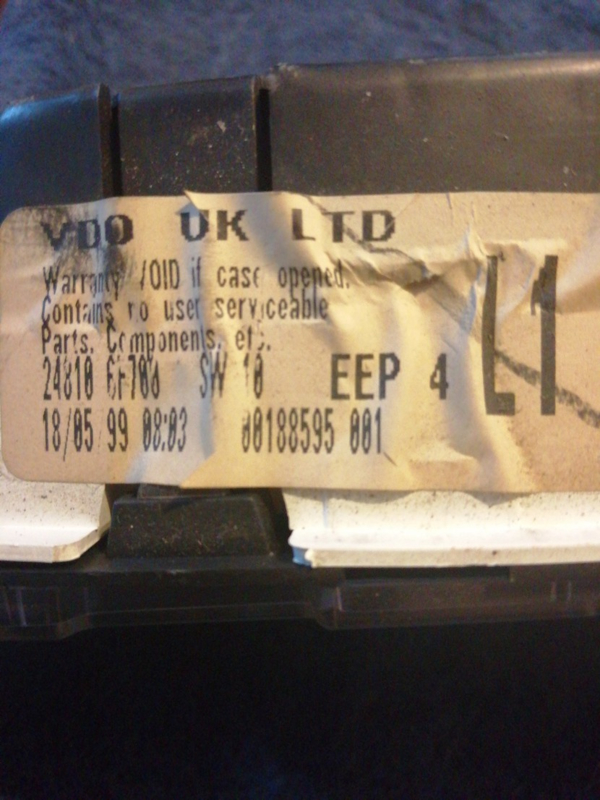 VDO UK LTD
Warranty VOID if case opened.
Contains no user serviceable
Parts, Components, etc.
24810 SW 10 EEP 4 L1
18/05/99 08:03 00188595 001